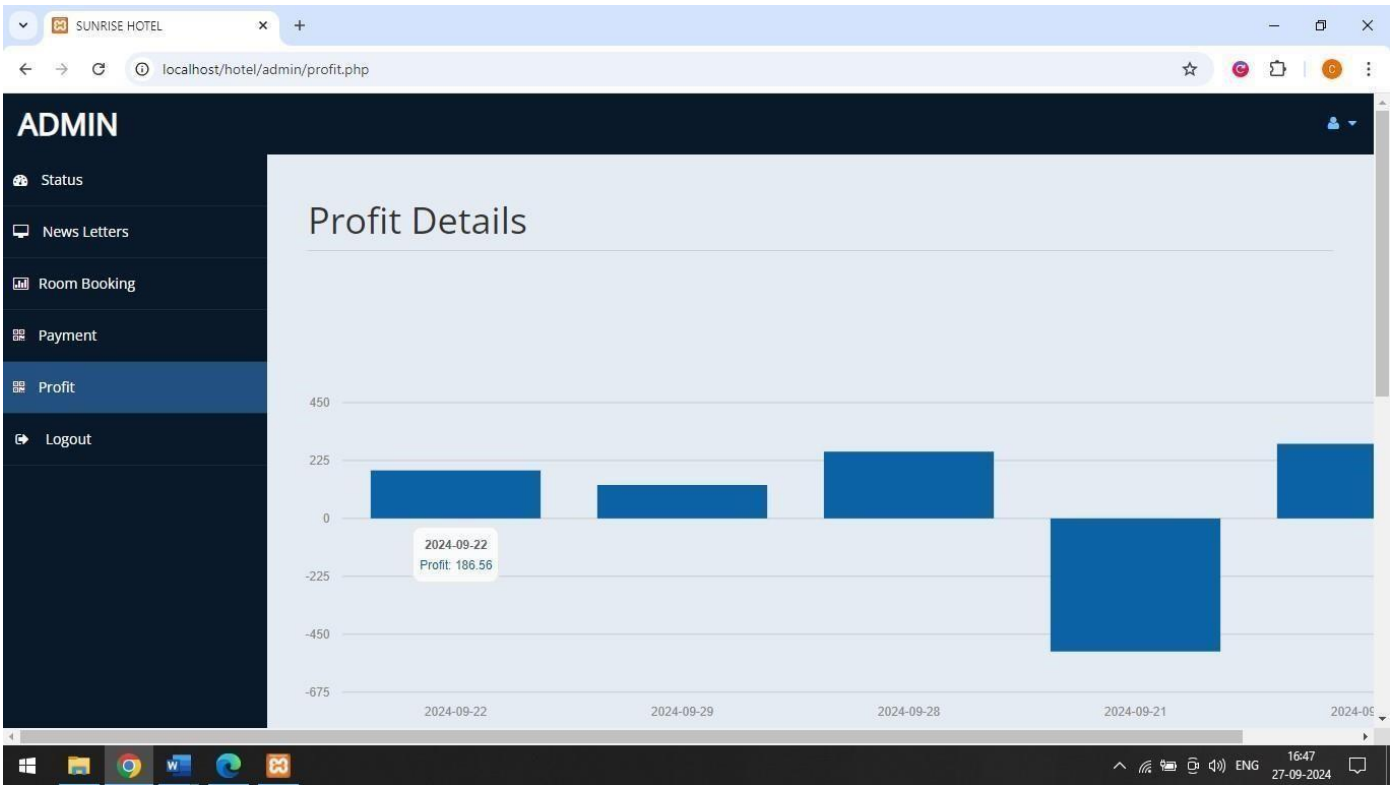 SUNRISE HOTEL
localhost/hotel/admin/profit.php
C
C
ADMIN
Status
News Letters
Room Booking
Payment
Profit
Logout
Profit Details
450
225
0
-225
-450
-675
2024-09-22
Profit: 186.56
2024-09-22
2024-09-29
2024-09-28
2024-09-21
2024-09
W
ENG
16:47
27-09-2024